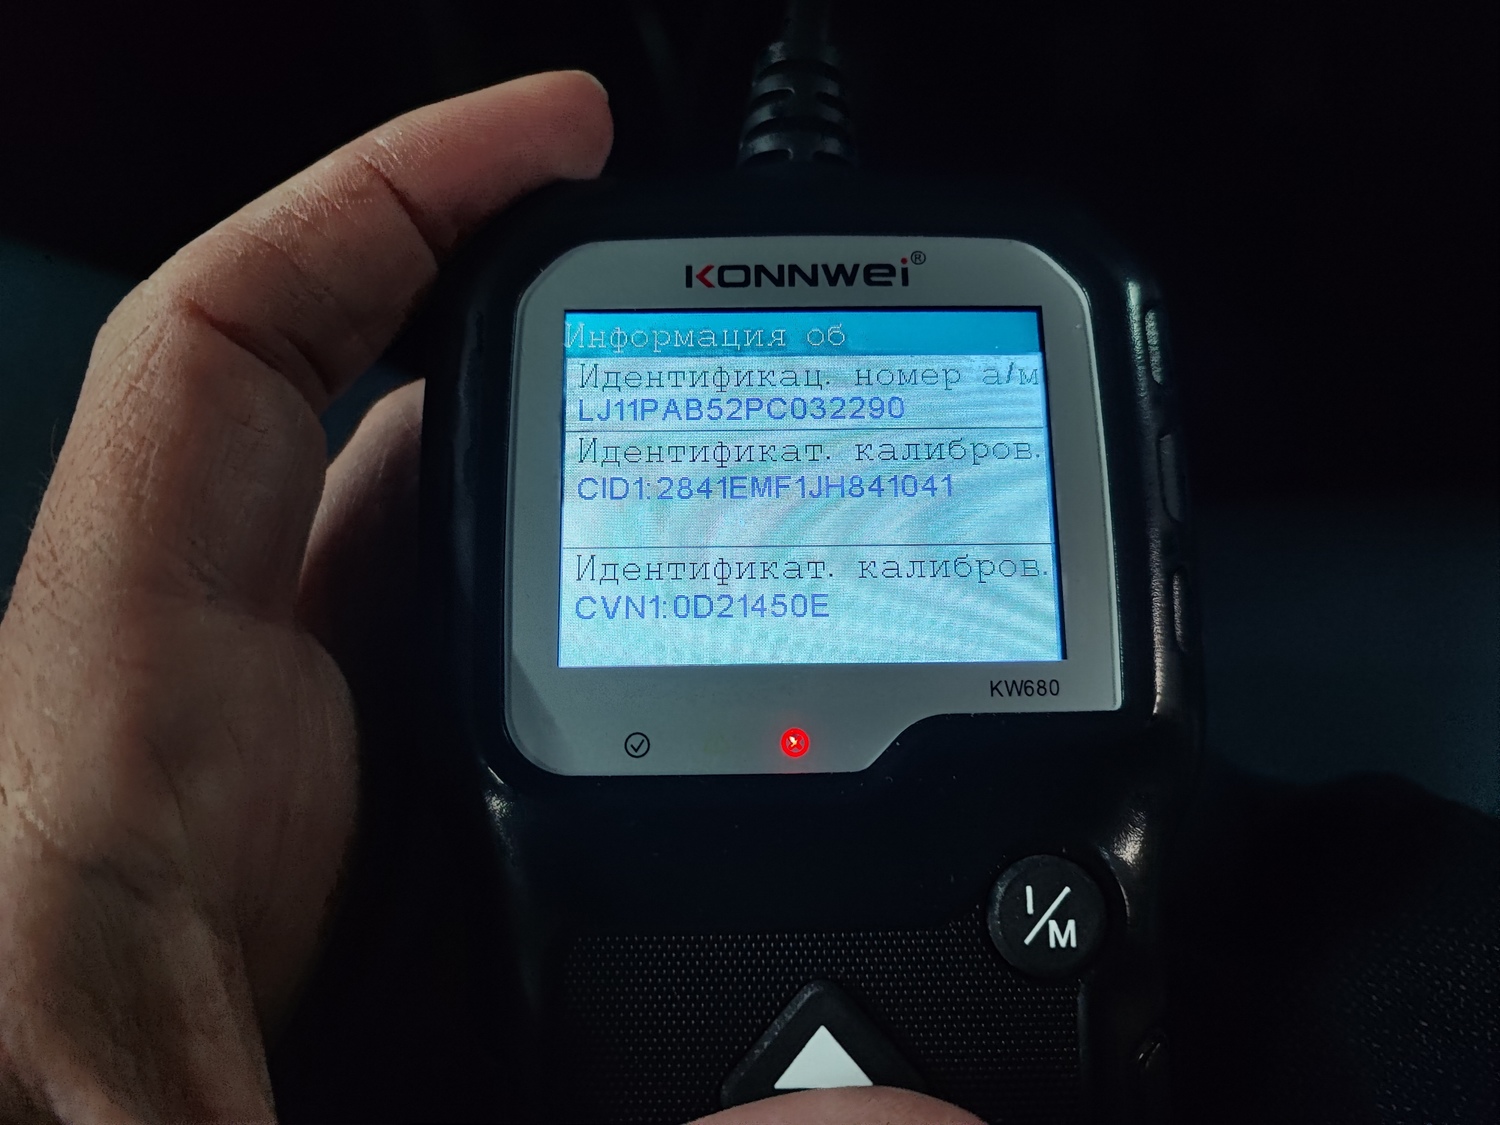 KONNWEI®
Информация об
Идентификац. номер а/м
LJ11PAB52PC032290
Идентификат. калибров.
CID1:2841EMF1JH841041
Идентификат. калибров.
CVN1:0D21450E
KW680
I/M